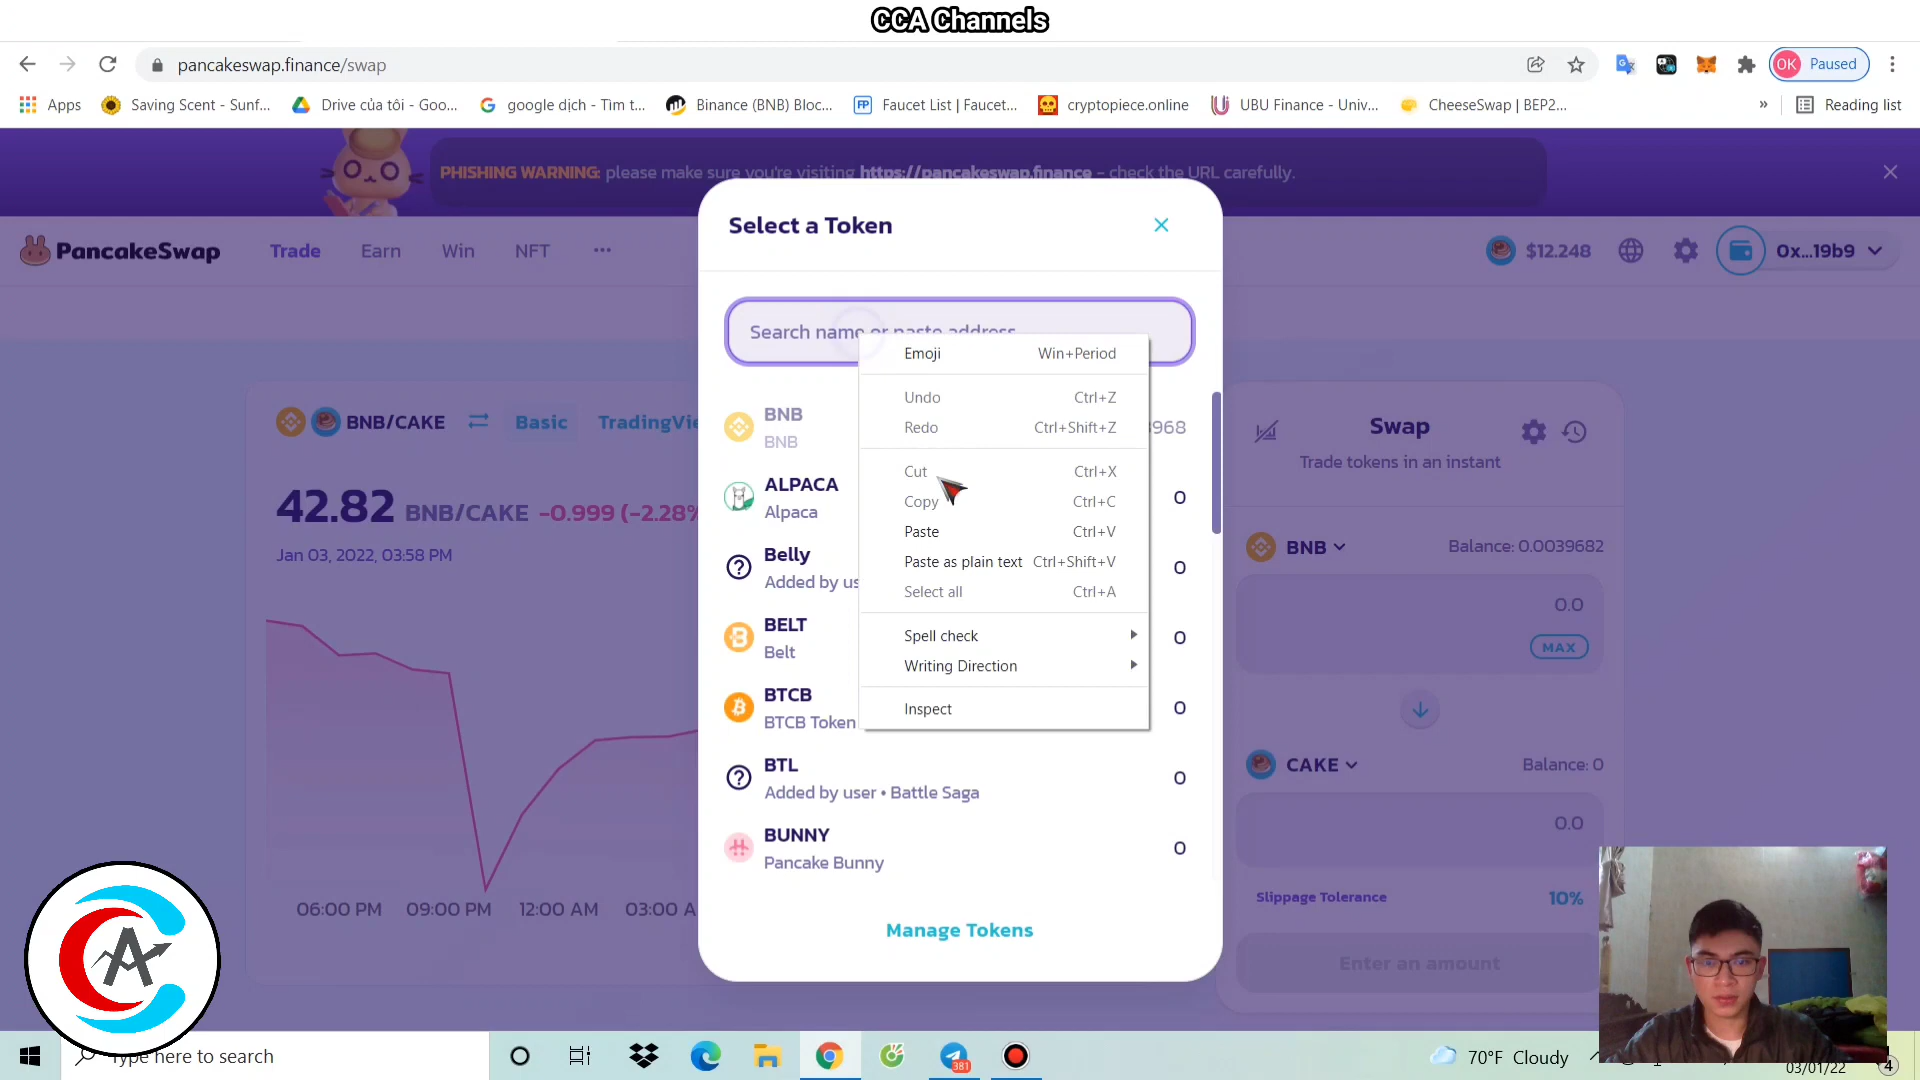 CCA Channels
pancakeswap.finance/swap
OK Paused
Apps Saving Scent - Sunf... Drive của tôi - Goo... google dịch - Tìm t... Binance (BNB) Bloc... Faucet List | Faucet... cryptopiece.online UBU Finance - Univ... CheeseSwap | BEP2... » Reading list
PHISHING WARNING: please make sure you're visiting https://pancakeswap.finance - check the URL carefully.
PancakeSwap Trade Earn Win NFT ... $12.248 0x...19b9
Select a Token
Search name or paste address
Emoji Win+Period
Undo Ctrl+Z
Redo Ctrl+Shift+Z
Cut Ctrl+X
Copy Ctrl+C
Paste Ctrl+V
Paste as plain text Ctrl+Shift+V
Select all Ctrl+A
Spell check
Writing Direction
Inspect
BNB 968
BNB
ALPACA 0
Alpaca
Belly 0
Added by us
BELT 0
Belt
BTCB 0
BTCB Token
BTL 0
Added by user • Battle Saga
BUNNY 0
Pancake Bunny
Manage Tokens
BNB/CAKE Basic TradingVie
42.82 BNB/CAKE -0.999 (-2.28%
Jan 03, 2022, 03:58 PM
06:00 PM 09:00 PM 12:00 AM 03:00 A
Swap
Trade tokens in an instant
BNB Balance: 0.0039682
0.0
MAX
CAKE Balance: 0
0.0
Slippage Tolerance 10%
Enter an amount
CA
Type here to search
381
70°F Cloudy
03/01/22
4